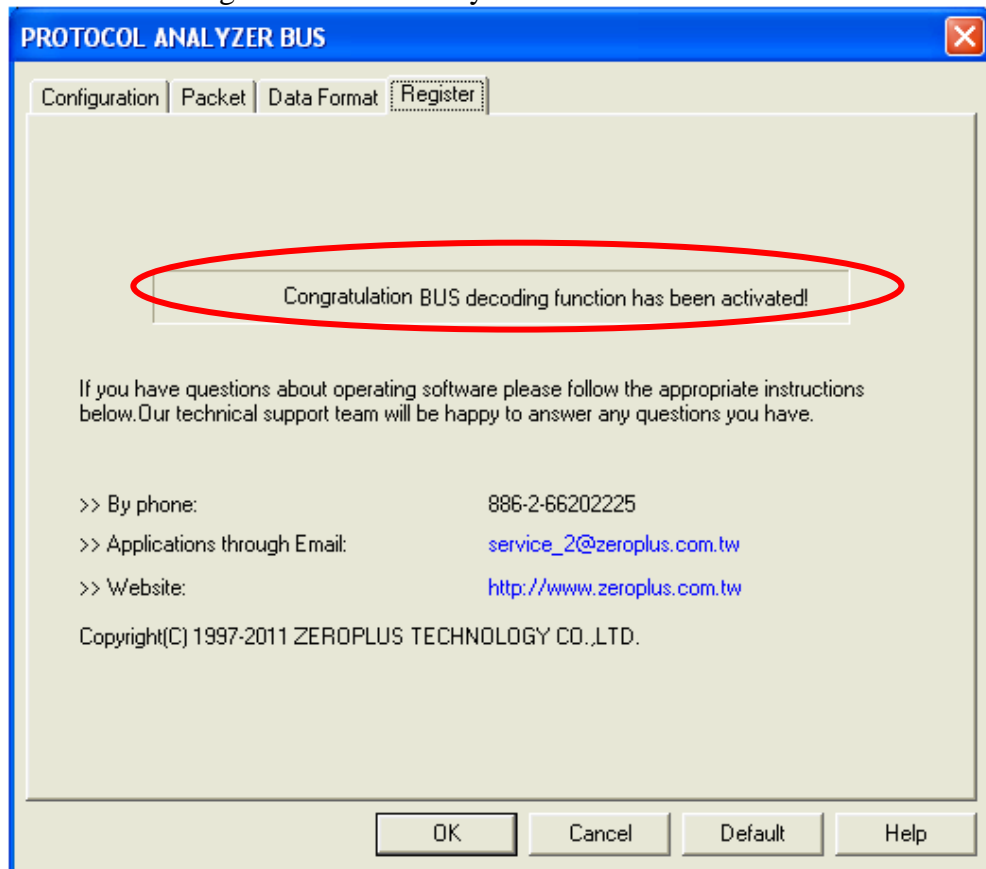 PROTOCOL ANALYZER BUS
Configuration Packet Data Format Register
Congratulation BUS decoding function has been activated!
If you have questions about operating software please follow the appropriate instructions
below.Our technical support team will be happy to answer any questions you have.
>> By phone: 886-2-66202225
>> Applications through Email: service_2@zeroplus.com.tw
>> Website: http://www.zeroplus.com.tw
Copyright(C) 1997-2011 ZEROPLUS TECHNOLOGY CO.,LTD.
OK Cancel Default Help